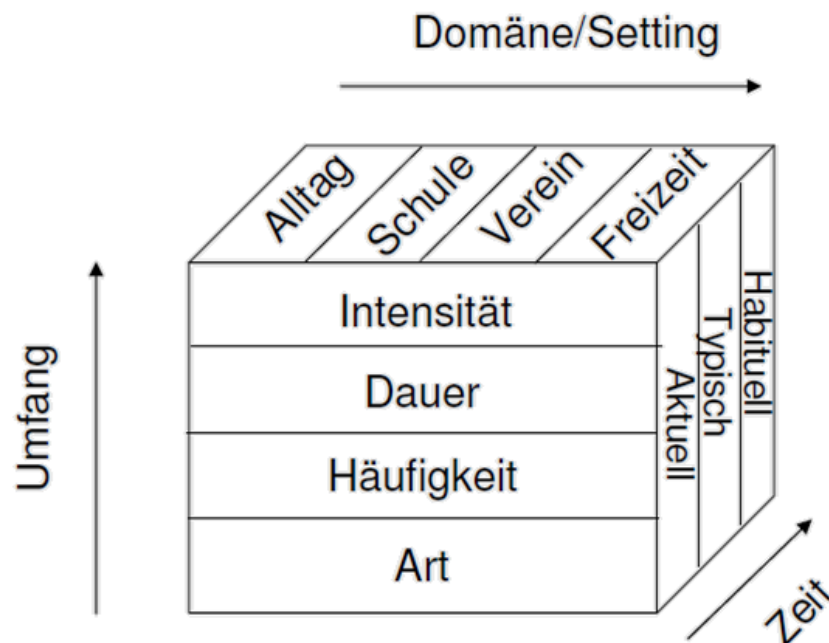 Domäne/Setting
Alltag
Schule
Verein
Freizeit
Umfang
Intensität
Dauer
Häufigkeit
Art
Aktuell
Typisch
Habituell
Zeit